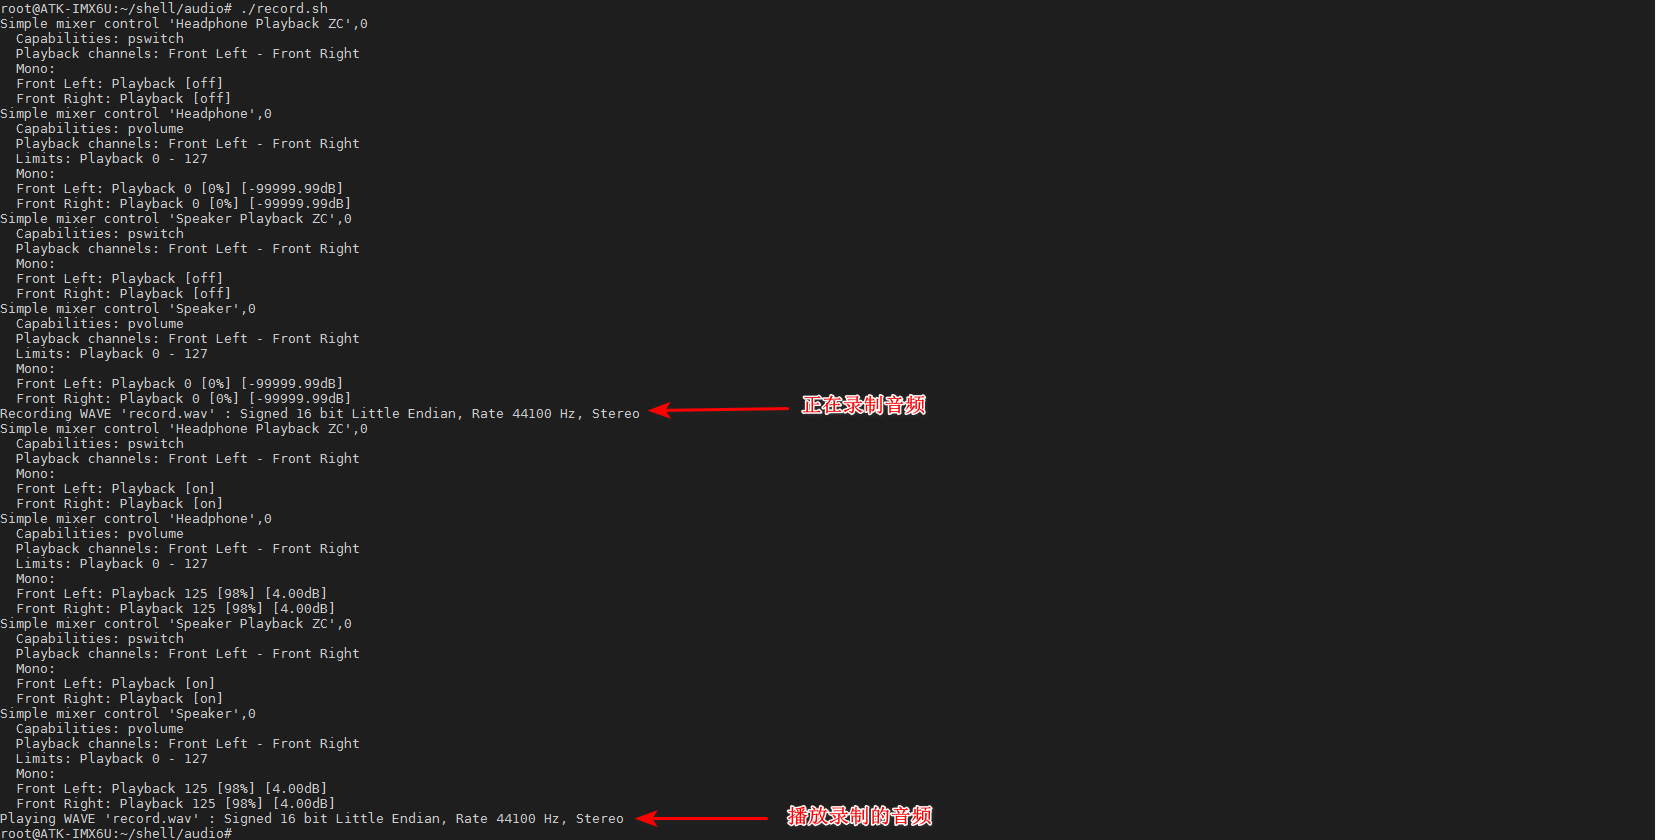 root@ATK-IMX6U:~/shell/audio# ./record.sh
Simple mixer control 'Headphone Playback ZC',0
  Capabilities: pswitch
  Playback channels: Front Left - Front Right
  Mono:
  Front Left: Playback [off]
  Front Right: Playback [off]
Simple mixer control 'Headphone',0
  Capabilities: pvolume
  Playback channels: Front Left - Front Right
  Limits: Playback 0 - 127
  Mono:
  Front Left: Playback 0 [0%] [-99999.99dB]
  Front Right: Playback 0 [0%] [-99999.99dB]
Simple mixer control 'Speaker Playback ZC',0
  Capabilities: pswitch
  Playback channels: Front Left - Front Right
  Mono:
  Front Left: Playback [off]
  Front Right: Playback [off]
Simple mixer control 'Speaker',0
  Capabilities: pvolume
  Playback channels: Front Left - Front Right
  Limits: Playback 0 - 127
  Mono:
  Front Left: Playback 0 [0%] [-99999.99dB]
  Front Right: Playback 0 [0%] [-99999.99dB]
Recording WAVE 'record.wav' : Signed 16 bit Little Endian, Rate 44100 Hz, Stereo
正在录制音频
Simple mixer control 'Headphone Playback ZC',0
  Capabilities: pswitch
  Playback channels: Front Left - Front Right
  Mono:
  Front Left: Playback [on]
  Front Right: Playback [on]
Simple mixer control 'Headphone',0
  Capabilities: pvolume
  Playback channels: Front Left - Front Right
  Limits: Playback 0 - 127
  Mono:
  Front Left: Playback 125 [98%] [4.00dB]
  Front Right: Playback 125 [98%] [4.00dB]
Simple mixer control 'Speaker Playback ZC',0
  Capabilities: pswitch
  Playback channels: Front Left - Front Right
  Mono:
  Front Left: Playback [on]
  Front Right: Playback [on]
Simple mixer control 'Speaker',0
  Capabilities: pvolume
  Playback channels: Front Left - Front Right
  Limits: Playback 0 - 127
  Mono:
  Front Left: Playback 125 [98%] [4.00dB]
  Front Right: Playback 125 [98%] [4.00dB]
Playing WAVE 'record.wav' : Signed 16 bit Little Endian, Rate 44100 Hz, Stereo
播放录制的音频
root@ATK-IMX6U:~/shell/audio#